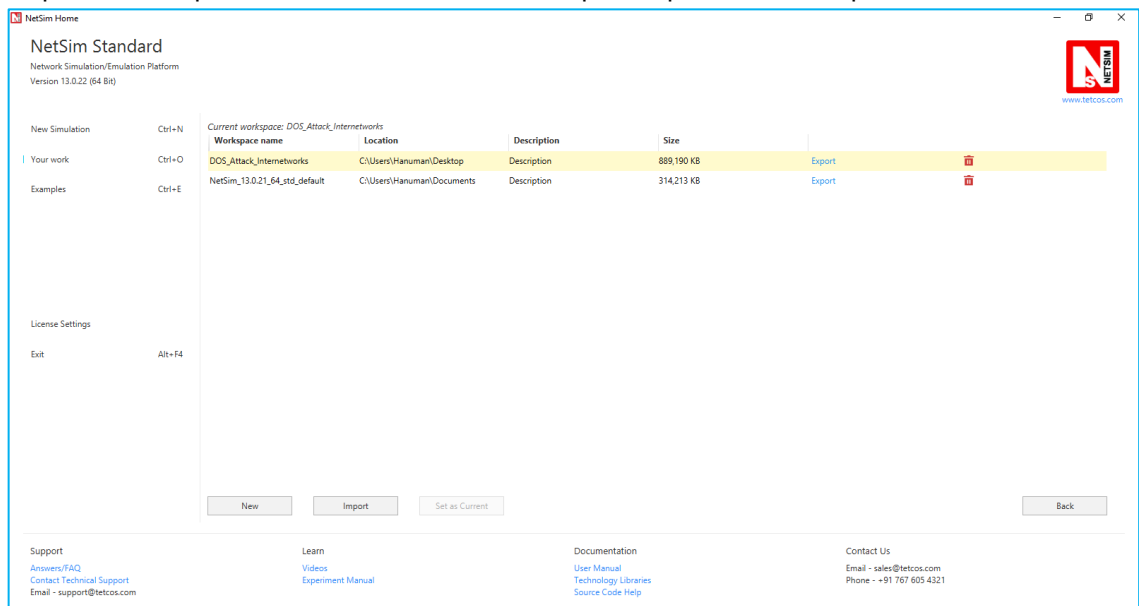 NetSim Home
NetSim Standard
Network Simulation/Emulation Platform
Version 13.0.22 (64 Bit)
NETSIM
www.tetcos.com
New Simulation Ctrl+N
Your work Ctrl+O
Examples Ctrl+E
License Settings
Exit Alt+F4
Current workspace: DOS_Attack_Internetworks
Workspace name Location Description Size
DOS_Attack_Internetworks C:\Users\Hanuman\Desktop Description 889,190 KB Export
NetSim_13.0.21_64_std_default C:\Users\Hanuman\Documents Description 314,213 KB Export
New Import Set as Current Back
Support Learn Documentation Contact Us
Answers/FAQ Videos User Manual Email - sales@tetcos.com
Contact Technical Support Experiment Manual Technology Libraries Phone - +91 767 605 4321
Email - support@tetcos.com Source Code Help